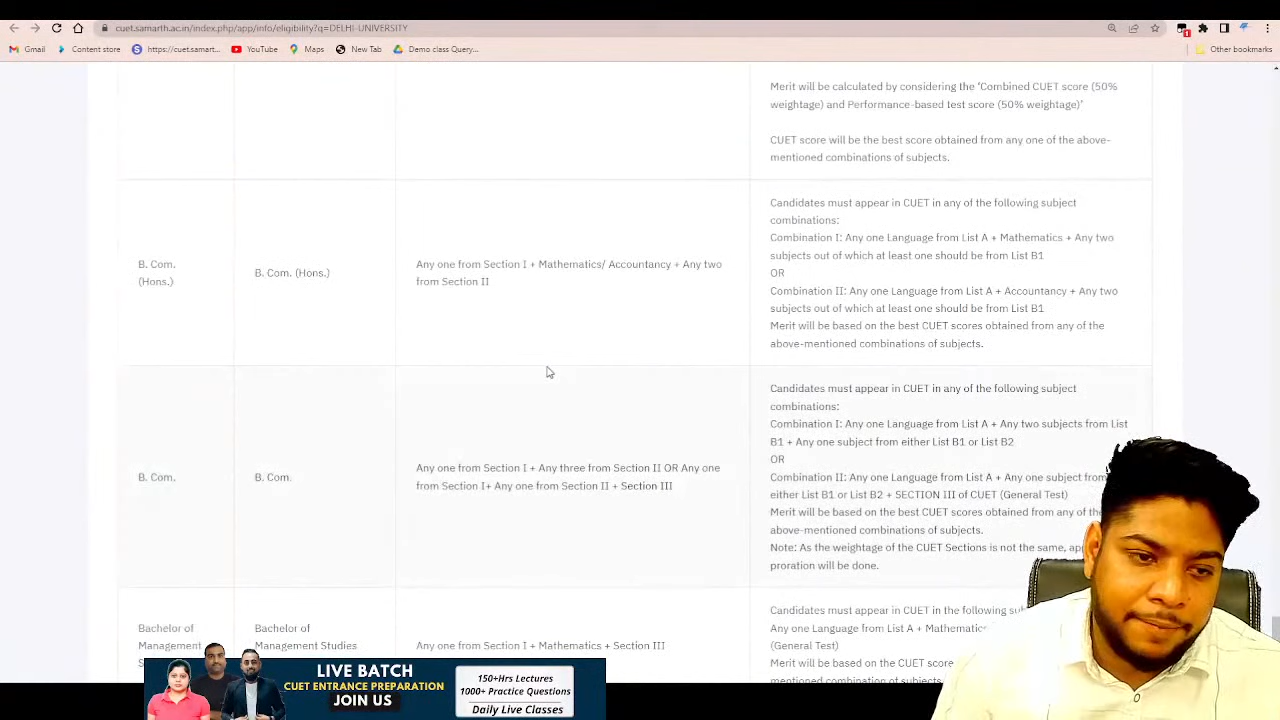 cuet.samarth.ac.in/index.php/app/info/eligibility?q=DELHI-UNIVERSITY
Gmail
Content store
https://cuet.samart...
YouTube
Maps
New Tab
Demo class Query...
Other bookmarks
Merit will be calculated by considering the 'Combined CUET score (50%
weightage) and Performance-based test score (50% weightage)'
CUET score will be the best score obtained from any one of the above-
mentioned combinations of subjects.
B. Com.
(Hons.)
B. Com. (Hons.)
Any one from Section I + Mathematics/ Accountancy + Any two
from Section II
Candidates must appear in CUET in any of the following subject
combinations:
Combination I: Any one Language from List A + Mathematics + Any two
subjects out of which at least one should be from List B1
OR
Combination II: Any one Language from List A + Accountancy + Any two
subjects out of which at least one should be from List B1
Merit will be based on the best CUET scores obtained from any of the
above-mentioned combinations of subjects.
B. Com.
B. Com.
Any one from Section I + Any three from Section II OR Any one
from Section I+ Any one from Section II + Section III
Candidates must appear in CUET in any of the following subject
combinations:
Combination I: Any one Language from List A + Any two subjects from List
B1 + Any one subject from either List B1 or List B2
OR
Combination II: Any one Language from List A + Any one subject from
either List B1 or List B2 + SECTION III of CUET (General Test)
Merit will be based on the best CUET scores obtained from any of the
above-mentioned combinations of subjects.
Note: As the weightage of the CUET Sections is not the same,
proration will be done.
Bachelor of
Management
Bachelor of
Management Studies
Any one from Section I + Mathematics + Section III
Candidates must appear in CUET in the following
Any one Language from List A +
(General Test)
Merit will be based on the CUET
mentioned combination of subjects.
LIVE BATCH
CUET ENTRANCE PREPARATION
JOIN US
150+Hrs Lectures
1000+ Practice Questions
Daily Live Classes